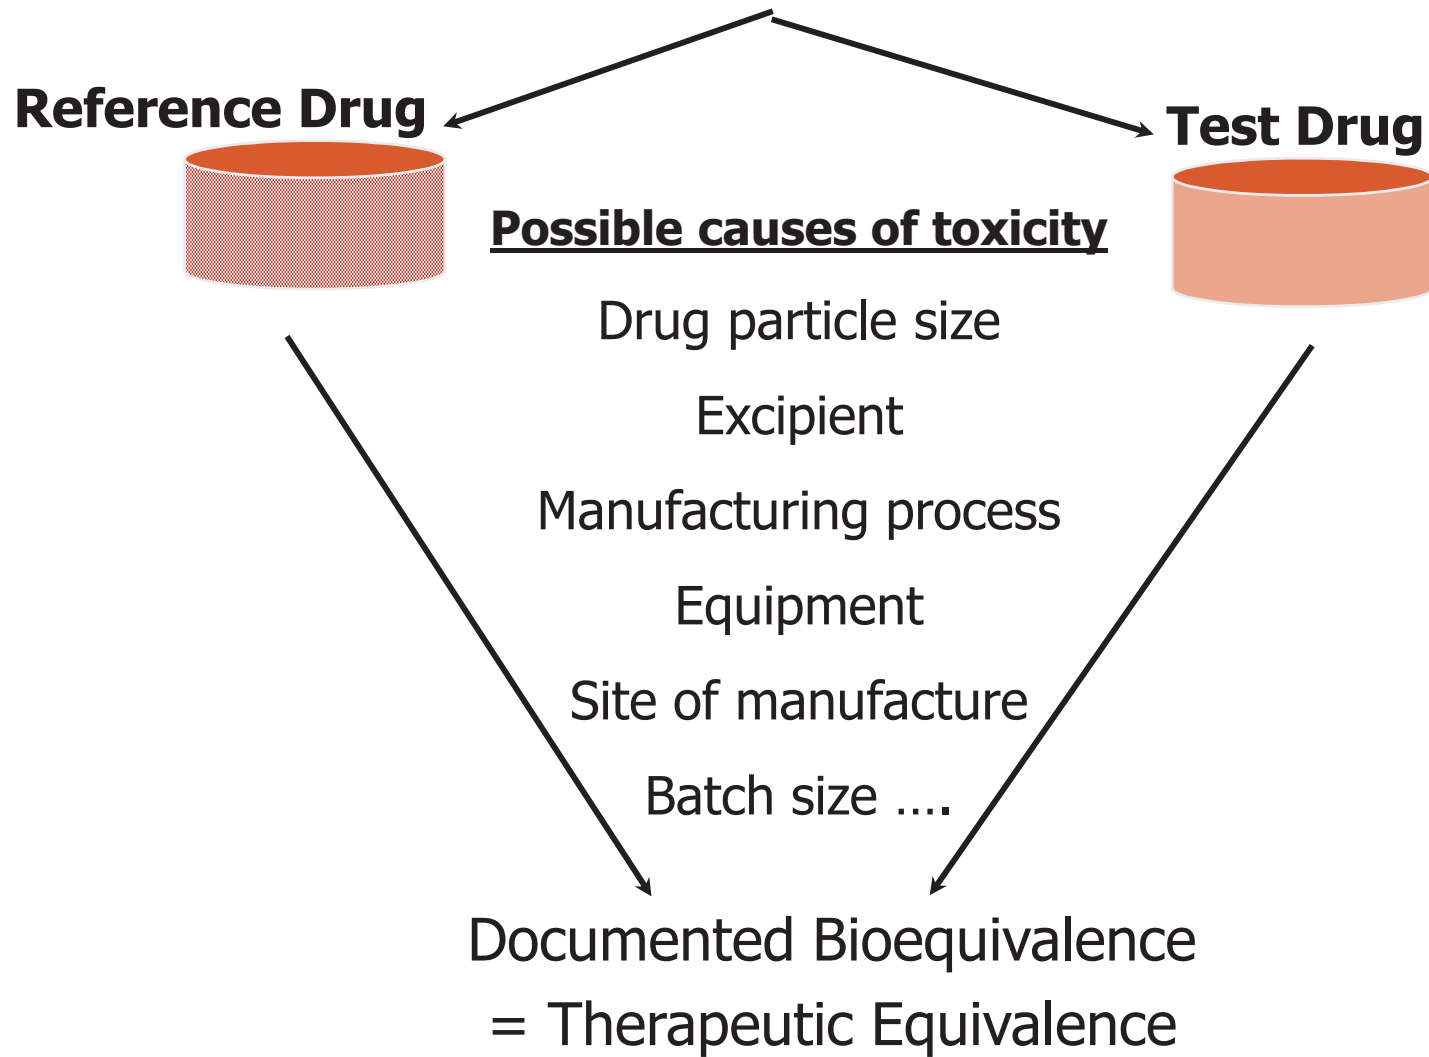 Reference Drug
Test Drug
Possible causes of toxicity
Drug particle size
Excipient
Manufacturing process
Equipment
Site of manufacture
Batch size ….
Documented Bioequivalence
= Therapeutic Equivalence